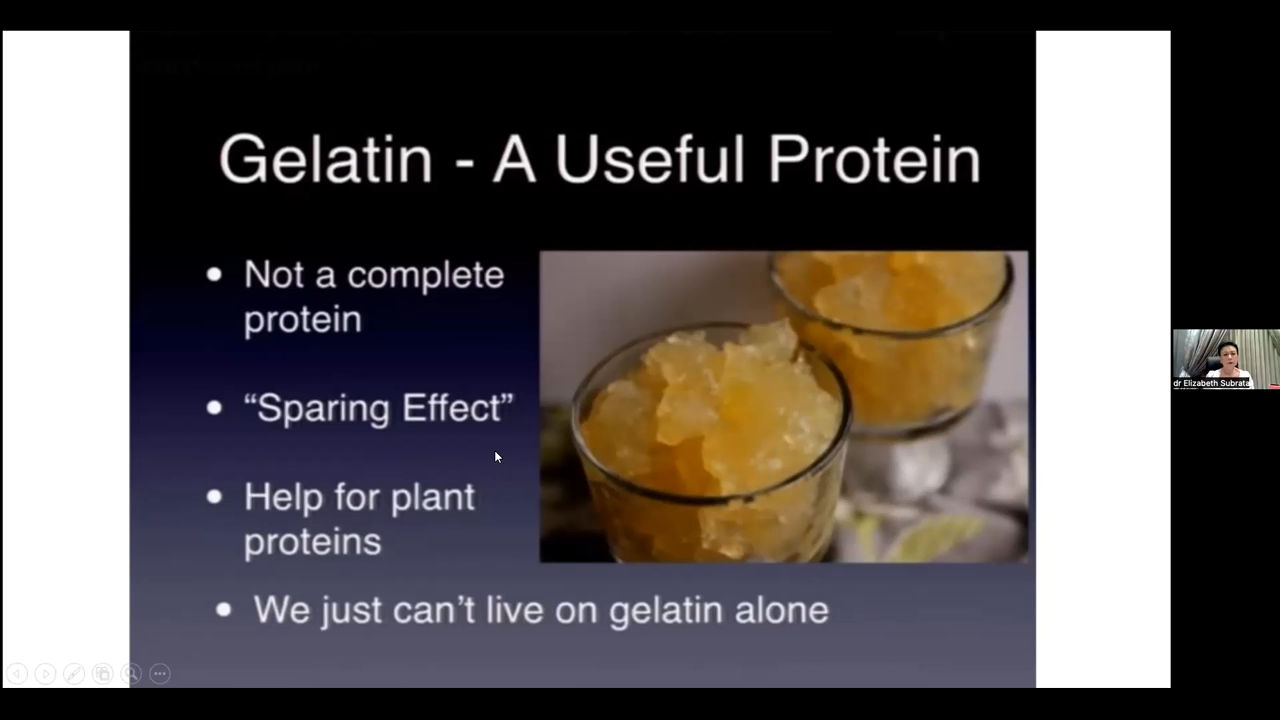 Gelatin - A Useful Protein
• Not a complete
protein
• “Sparing Effect”
• Help for plant
proteins
• We just can’t live on gelatin alone
dr Elizabeth Subrata